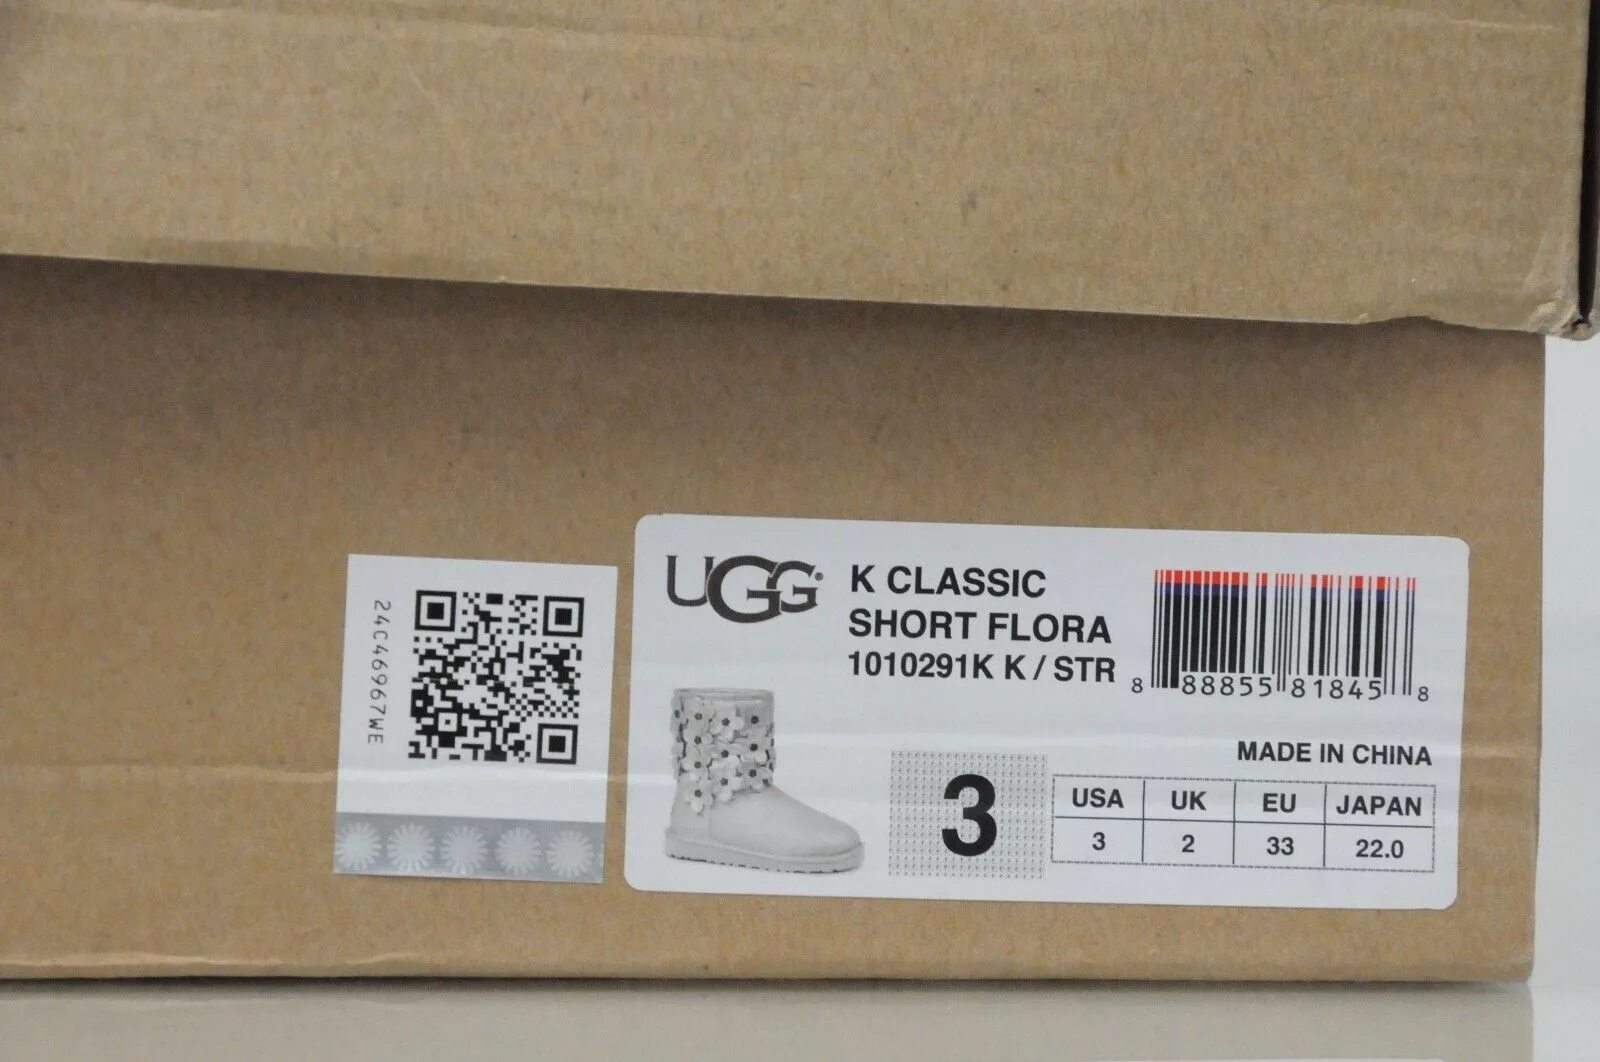 24C46967WE
UGG®
K CLASSIC
SHORT FLORA
1010291K K / STR
8 88855 81845 8
MADE IN CHINA
3
USA UK EU JAPAN
3 2 33 22.0